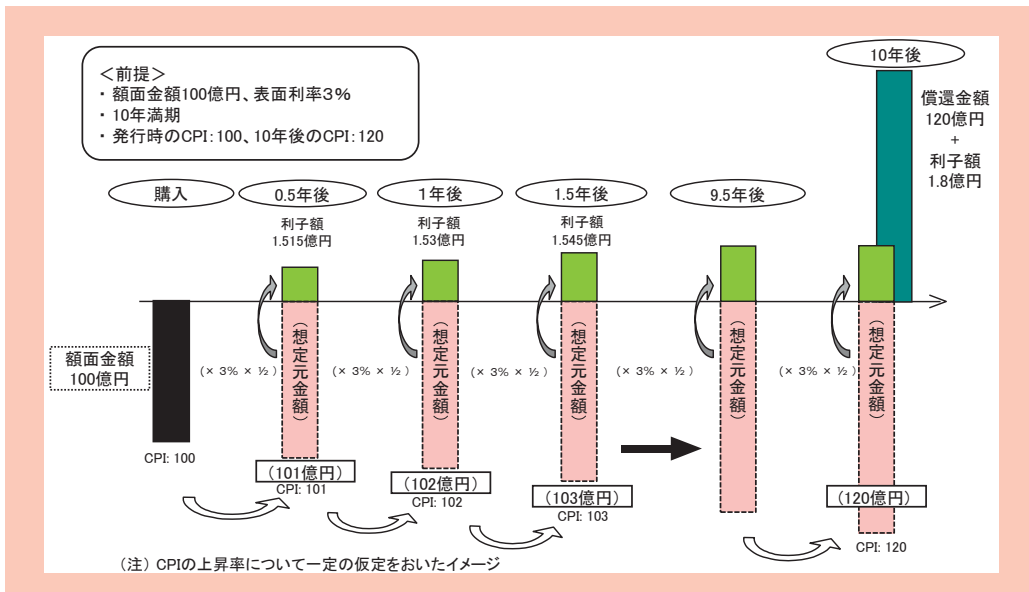 ＜前提＞
・額面金額100億円、表面利率3％
・10年満期
・発行時のCPI：100、10年後のCPI：120
10年後
償還金額
120億円
＋
利子額
1.8億円
購入
0.5年後
1年後
1.5年後
9.5年後
利子額
1.515億円
利子額
1.53億円
利子額
1.545億円
額面金額
100億円
（想定元金額）
（想定元金額）
（想定元金額）
（想定元金額）
（想定元金額）
（× 3％ × ½）
（× 3％ × ½）
（× 3％ × ½）
（× 3％ × ½）
（× 3％ × ½）
CPI: 100
（101億円）
CPI: 101
（102億円）
CPI: 102
（103億円）
CPI: 103
（120億円）
CPI: 120
（注） CPIの上昇率について一定の仮定をおいたイメージ